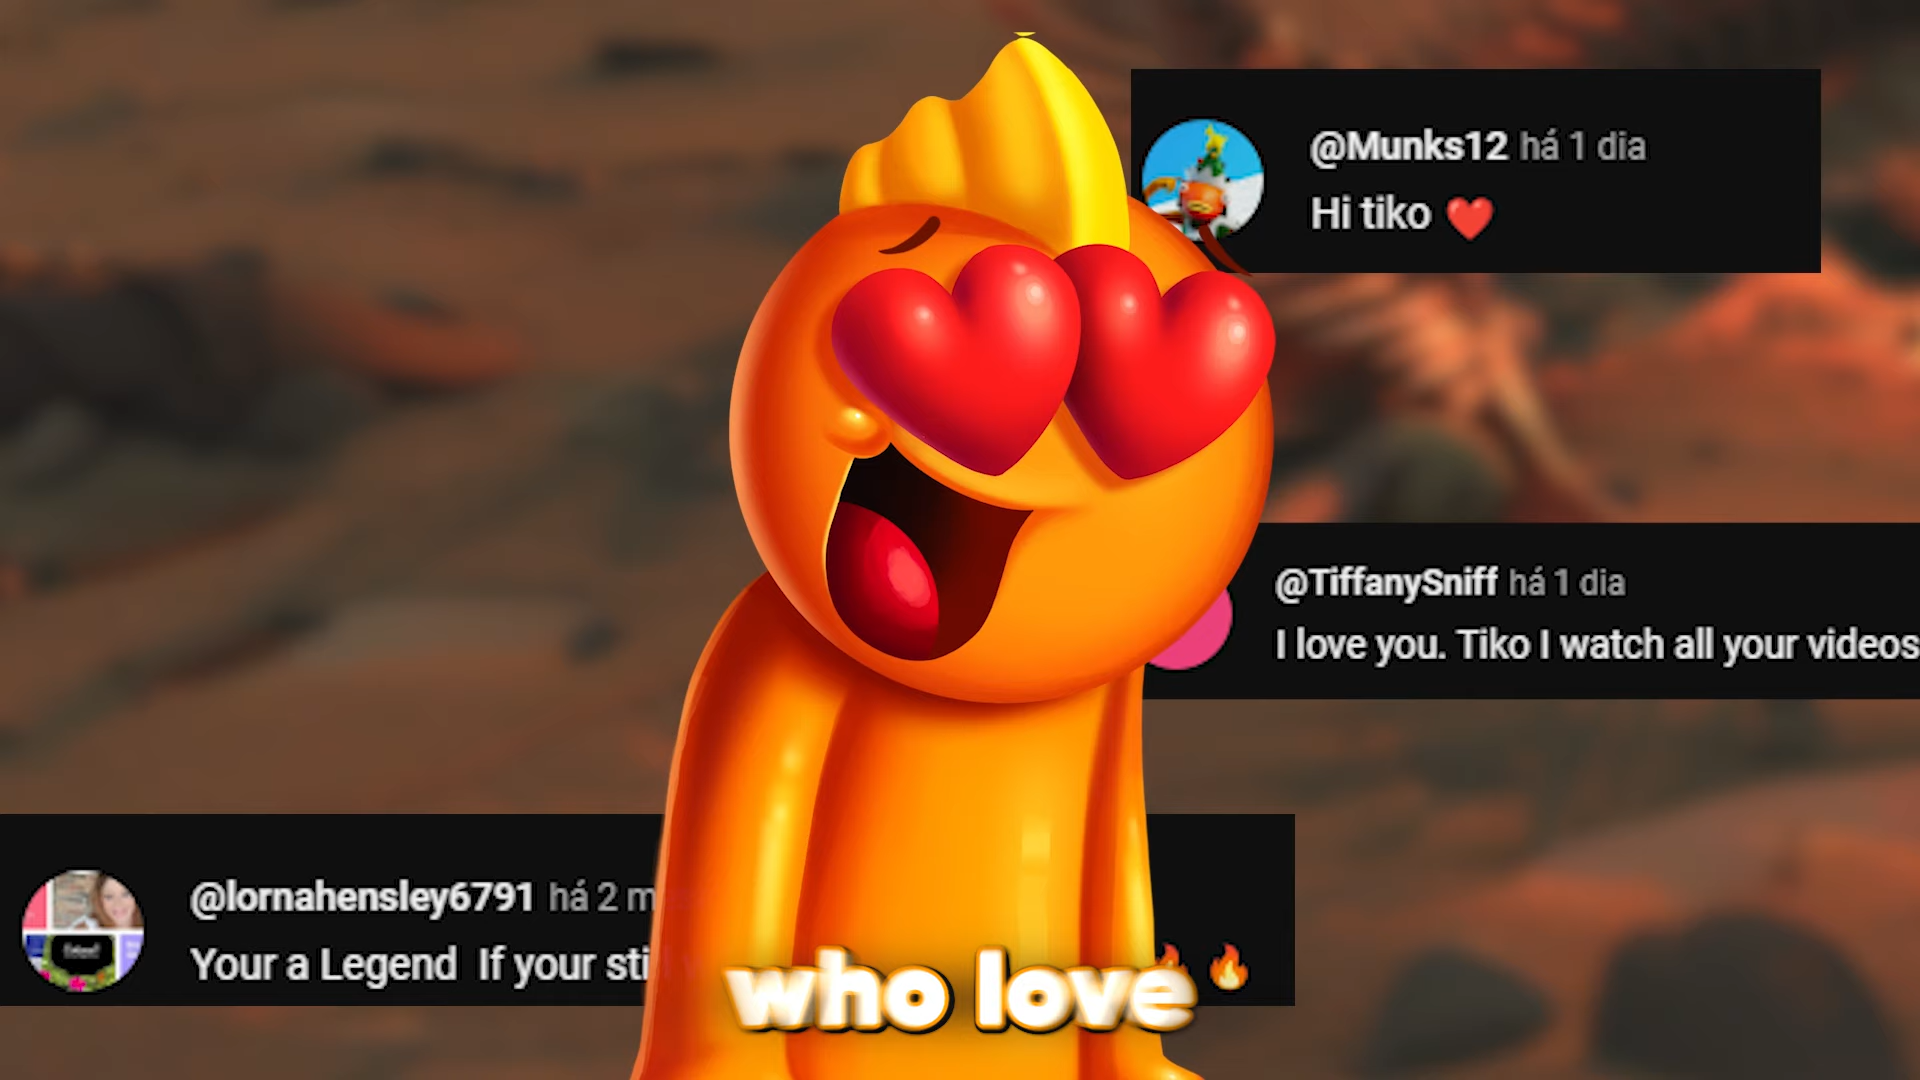 @Munks12 há 1 dia
Hi tiko ❤️
@TiffanySniff há 1 dia
I love you. Tiko I watch all your videos
@lornahensley6791 há 2 m
Your a Legend If your sti
🔥 🔥
who love